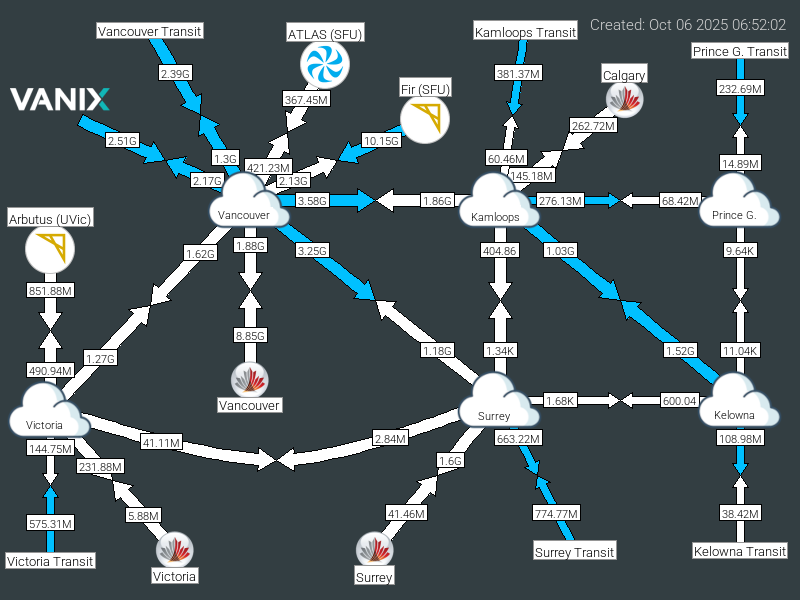 Created: Oct 06 2025 06:52:02
Vancouver Transit
ATLAS (SFU)
Kamloops Transit
Prince G. Transit
2.39G
381.37M
Calgary
Fir (SFU)
232.69M
VANIX
367.45M
262.72M
2.51G
10.15G
1.3G
421.23M
60.46M
14.89M
2.17G
2.13G
145.18M
3.58G
1.86G
276.13M
68.42M
Vancouver
Kamloops
Prince G.
Arbutus (UVic)
1.62G
1.88G
3.25G
404.86
1.03G
9.64K
851.88M
8.85G
1.27G
1.18G
1.34K
1.52G
11.04K
490.94M
Vancouver
1.68K
600.04
Victoria
Surrey
Kelowna
144.75M
41.11M
2.84M
663.22M
108.98M
231.88M
1.6G
575.31M
5.88M
41.46M
774.77M
38.42M
Victoria Transit
Victoria
Surrey
Surrey Transit
Kelowna Transit